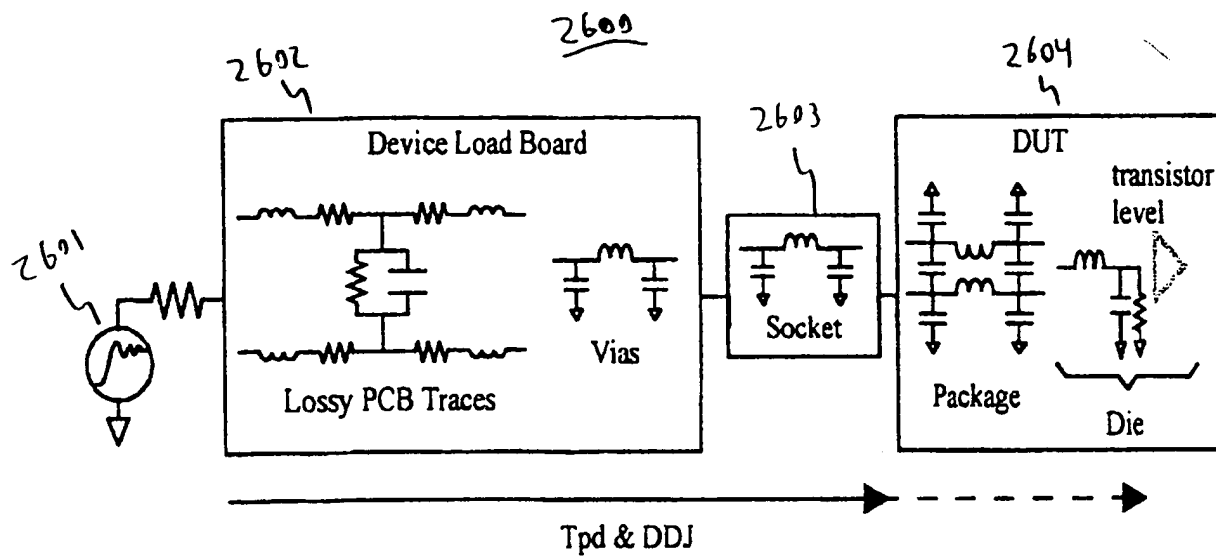 2600
2602
2604
2603
Device Load Board
DUT
transistor
level
2601
Socket
Vias
Lossy PCB Traces
Package
Die
Tpd & DDJ